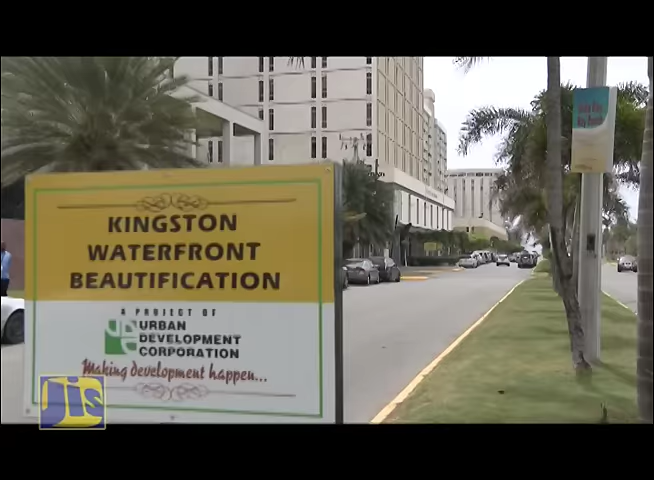 KINGSTON
WATERFRONT
BEAUTIFICATION
A PROJECT OF
URBAN
DEVELOPMENT
CORPORATION
Making development happen...
jis